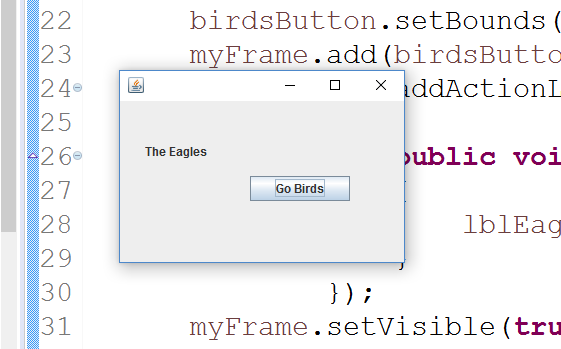 22 birdsButton.setBounds(
23 myFrame.add(birdsButto
24 addActionL
25
26 public voi
27 {
28 lblEag
29 }
30 });
31 myFrame.setVisible(tru
The Eagles
Go Birds